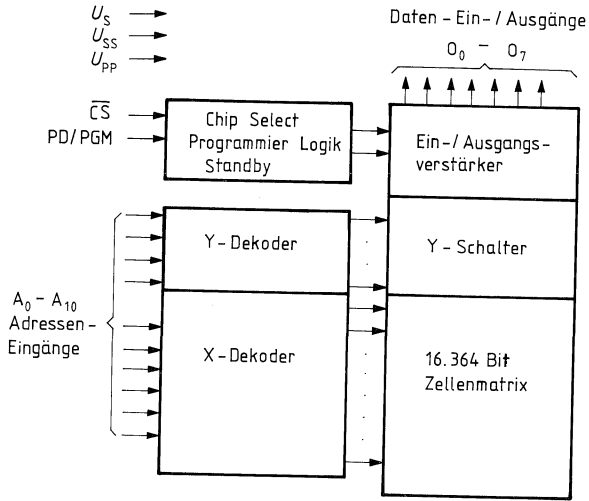 U_S
U_SS
U_PP
Daten - Ein- / Ausgänge
O_0 - O_7
C̅S̅
PD/PGM
Chip Select
Programmier Logik
Standby
Ein-/Ausgangs-
verstärker
Y-Dekoder
Y-Schalter
A_0 - A_10
Adressen-
Eingänge
X-Dekoder
16.364 Bit
Zellenmatrix